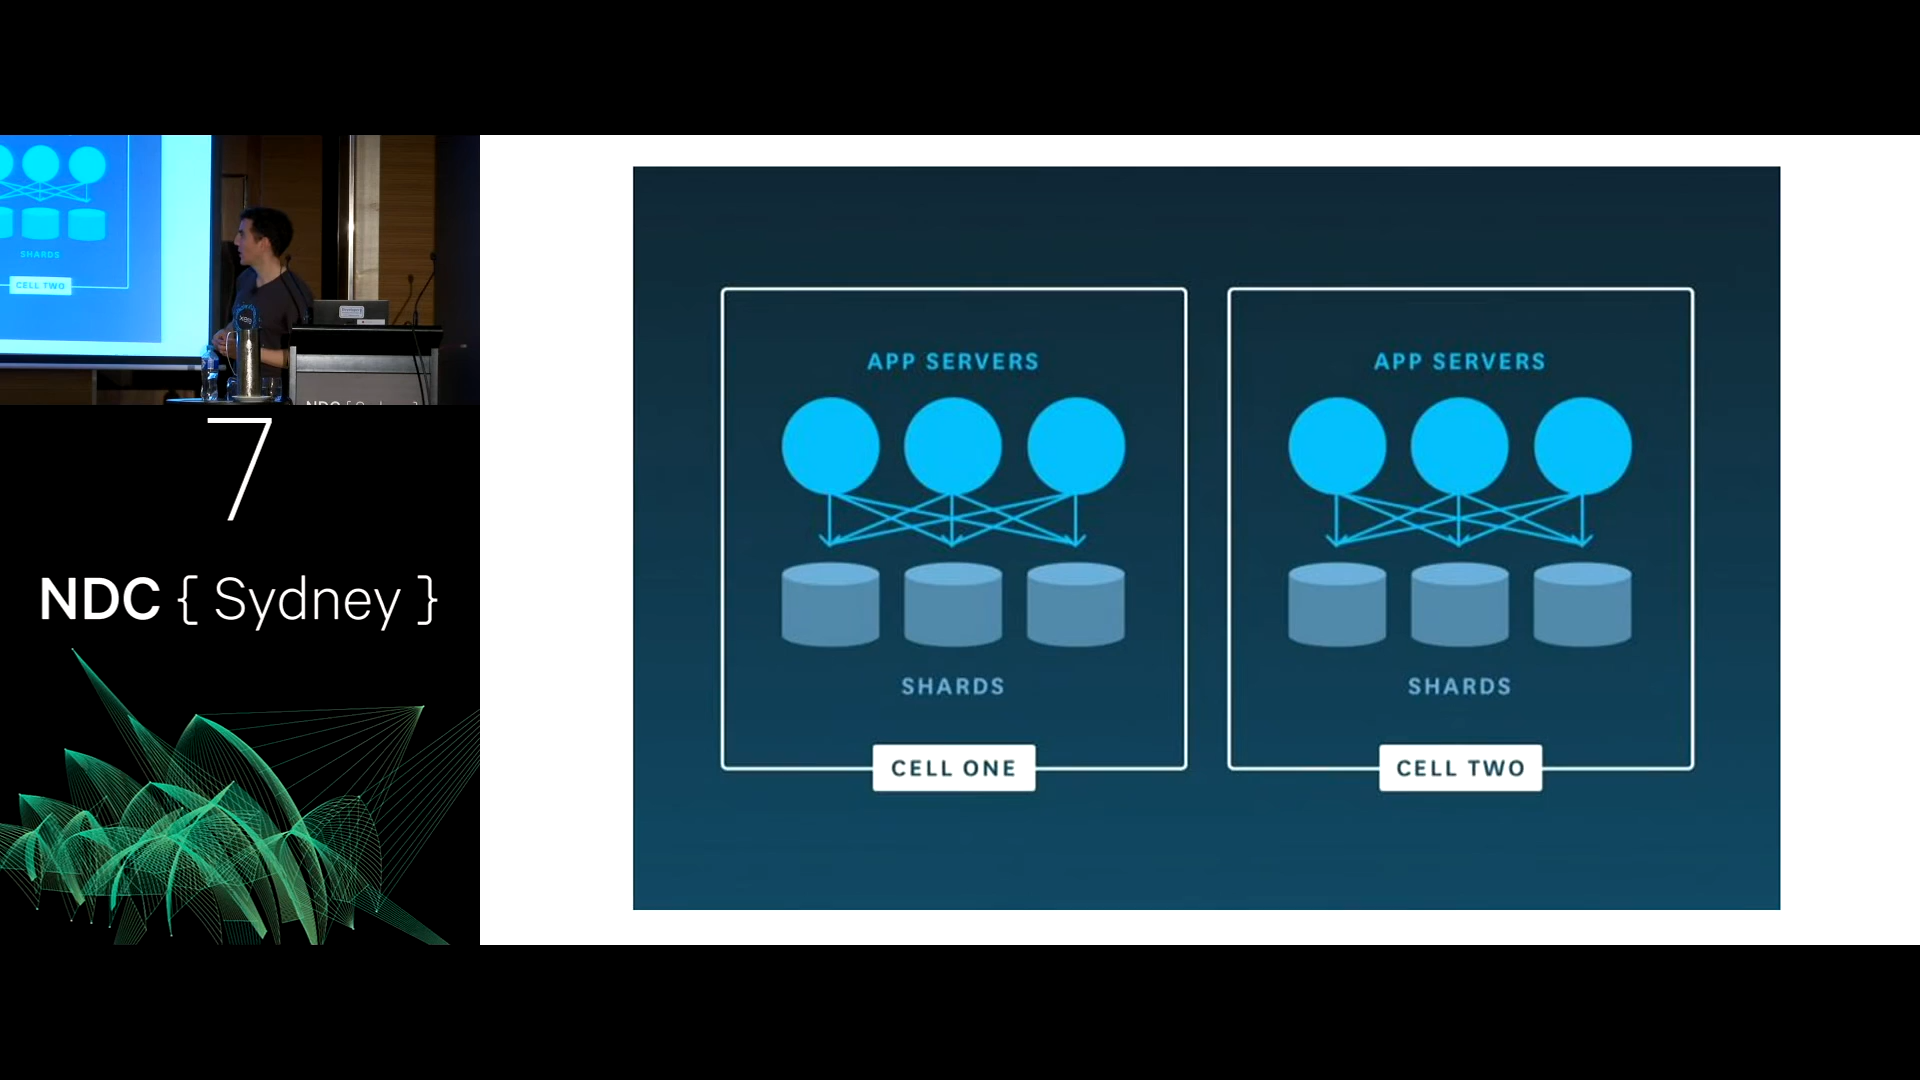 SHARDS
CELL TWO
7
NDC { Sydney }
APP SERVERS
SHARDS
CELL ONE
APP SERVERS
SHARDS
CELL TWO